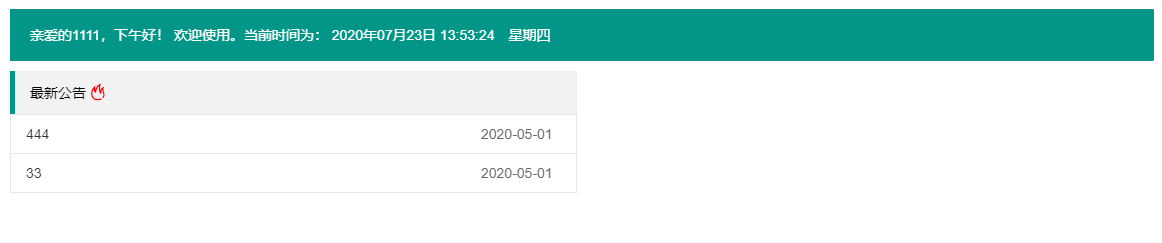 亲爱的1111，下午好！ 欢迎使用。当前时间为： 2020年07月23日 13:53:24 星期四
最新公告
444 2020-05-01
33 2020-05-01